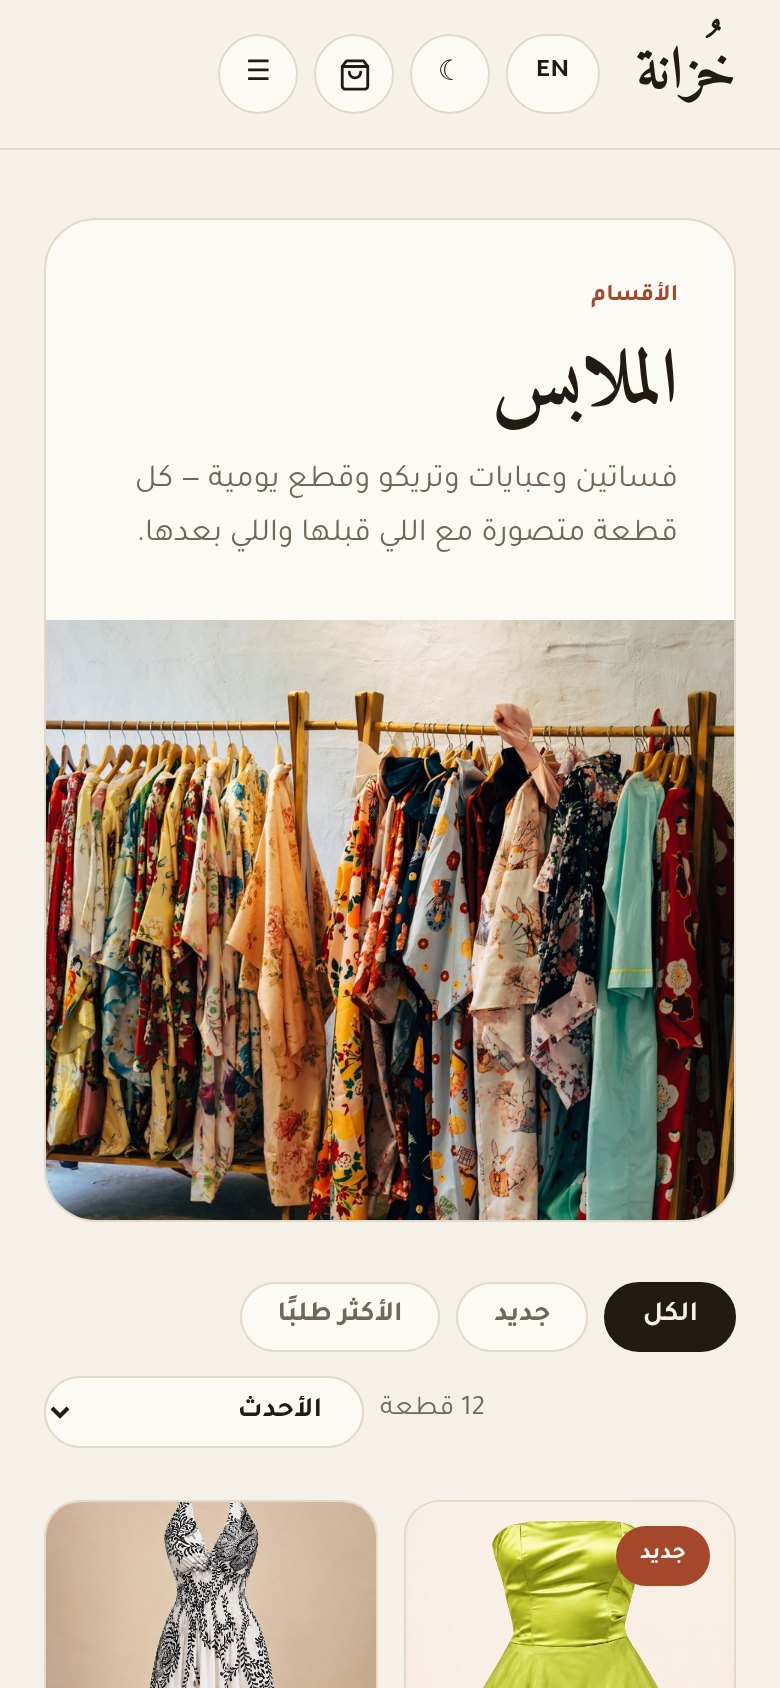 خُزانة
EN
الأقسام
الملابس
فساتين وعبايات وتريكو وقطع يومية – كل
قطعة متصورة مع اللي قبلها واللي بعدها.
الكل
جديد
الأكثر طلبًا
12 قطعة
الأحدث
جديد